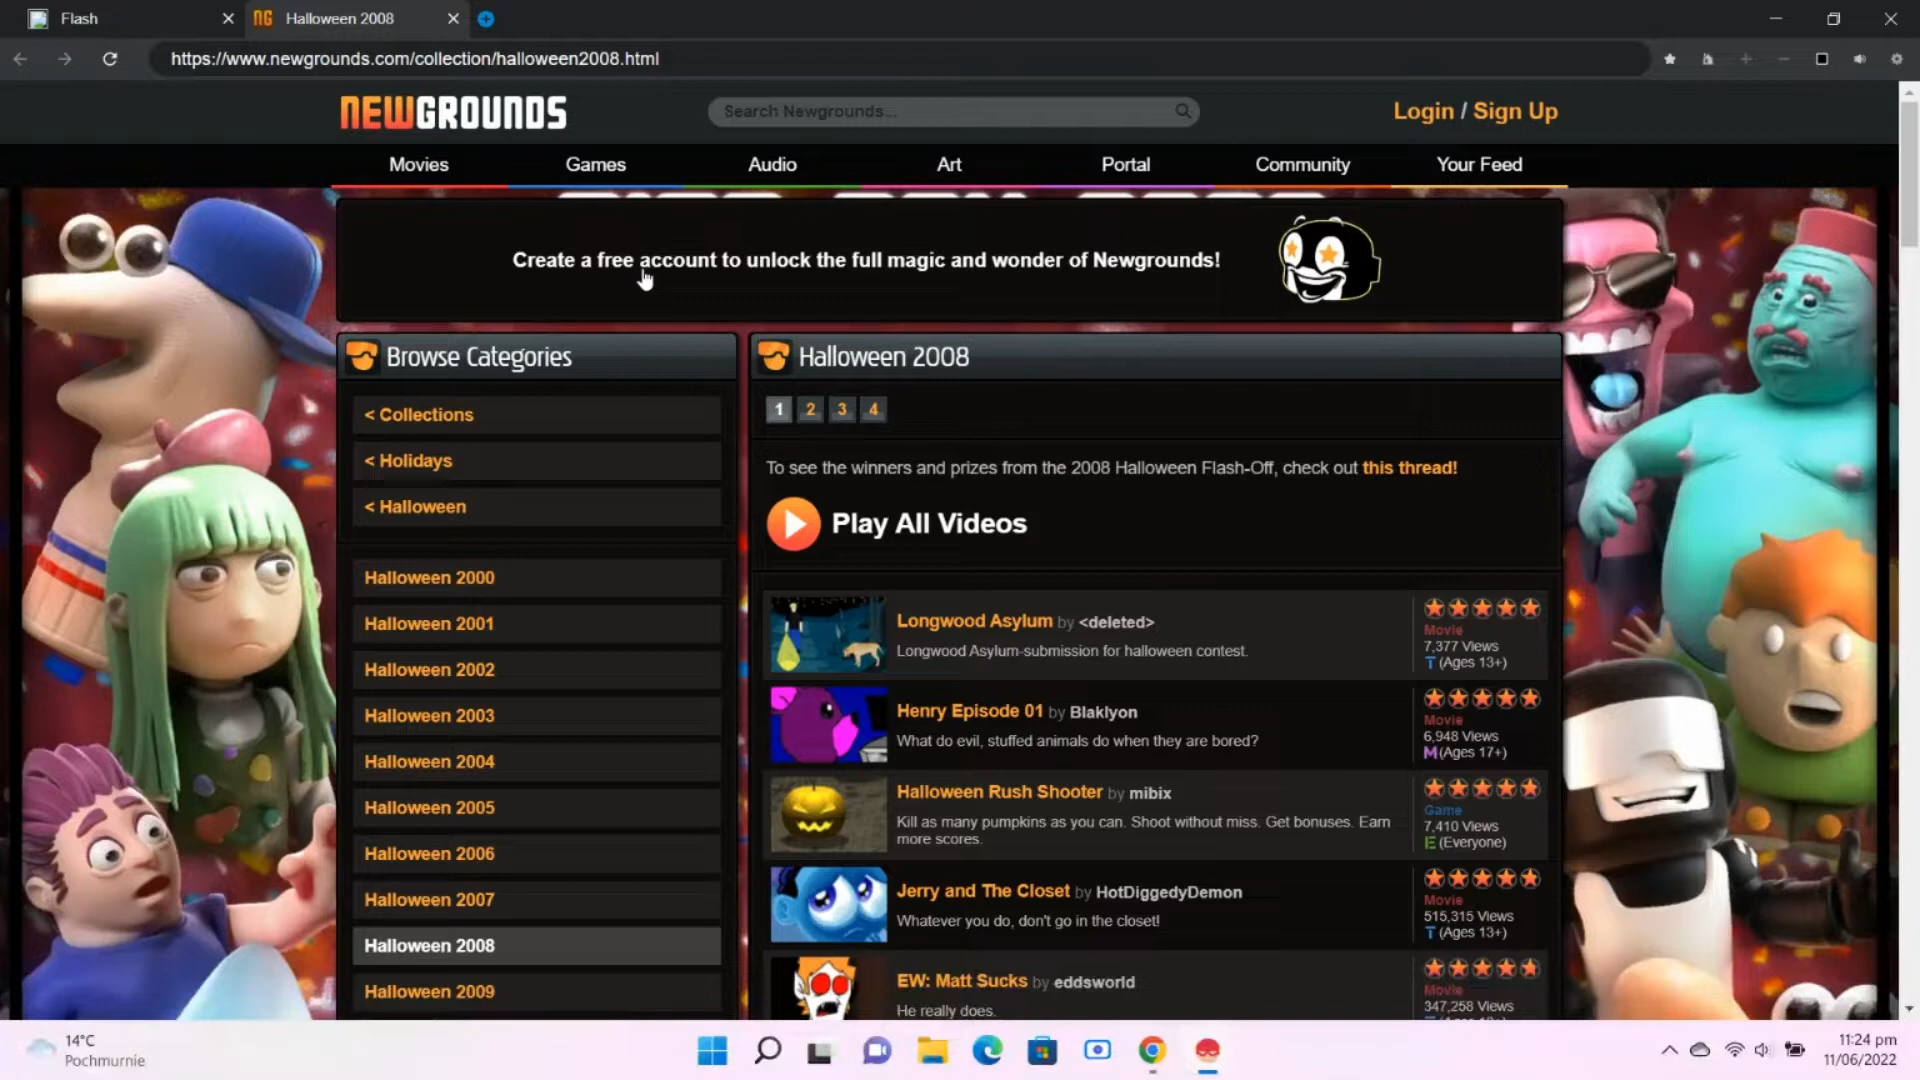 Flash
NG Halloween 2008
https://www.newgrounds.com/collection/halloween2008.html
NEWGROUNDS
Search Newgrounds...
Login / Sign Up
Movies Games Audio Art Portal Community Your Feed
Create a free account to unlock the full magic and wonder of Newgrounds!
Browse Categories
< Collections
< Holidays
< Halloween
Halloween 2000
Halloween 2001
Halloween 2002
Halloween 2003
Halloween 2004
Halloween 2005
Halloween 2006
Halloween 2007
Halloween 2008
Halloween 2009
Halloween 2008
1 2 3 4
To see the winners and prizes from the 2008 Halloween Flash-Off, check out this thread!
Play All Videos
Longwood Asylum by <deleted>
Longwood Asylum-submission for halloween contest.
Movie
7,377 Views
T (Ages 13+)
Henry Episode 01 by Blaklyon
What do evil, stuffed animals do when they are bored?
Movie
6,948 Views
M (Ages 17+)
Halloween Rush Shooter by mibix
Kill as many pumpkins as you can. Shoot without miss. Get bonuses. Earn
more scores.
Game
7,410 Views
E (Everyone)
Jerry and The Closet by HotDiggedyDemon
Whatever you do, don't go in the closet!
Movie
515,315 Views
T (Ages 13+)
EW: Matt Sucks by eddsworld
He really does.
Movie
347,258 Views
14°C
Pochmurnie
11:24 pm
11/06/2022